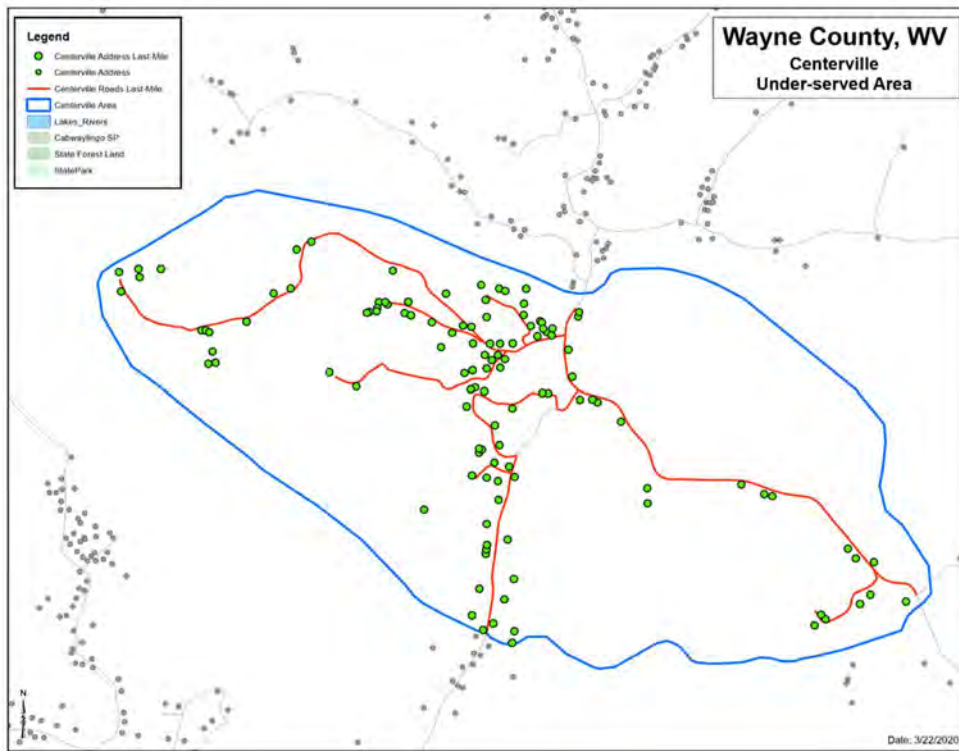 Legend
Centerville Address Last-Mile
Centerville Address
Centerville Roads Last-Mile
Centerville Area
Lakes_Rivers
Cabwaylingo SP
State Forest Land
StatePark
Wayne County, WV
Centerville
Under-served Area
N
Date: 3/22/2020